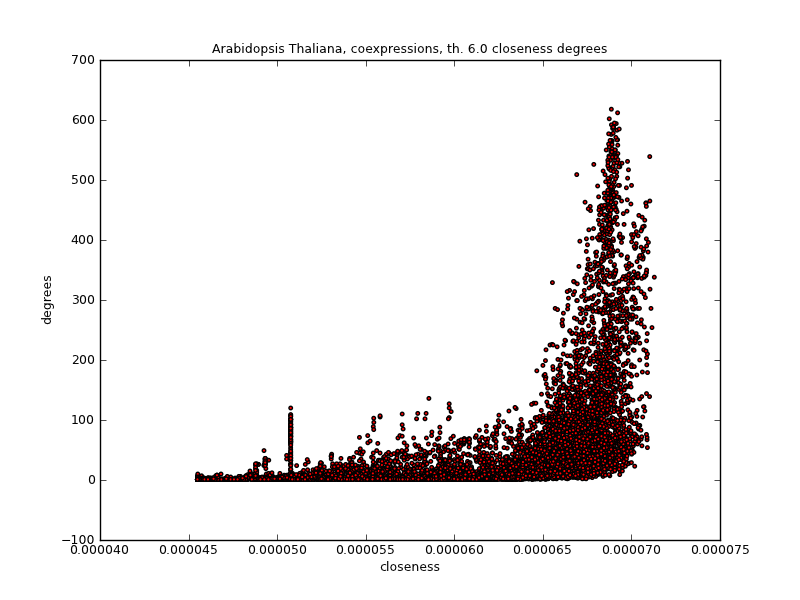 Arabidopsis Thaliana, coexpressions, th. 6.0 closeness degrees
700
600
500
400
300
200
100
0
−100
degrees
0.000040 0.000045 0.000050 0.000055 0.000060 0.000065 0.000070 0.000075
closeness